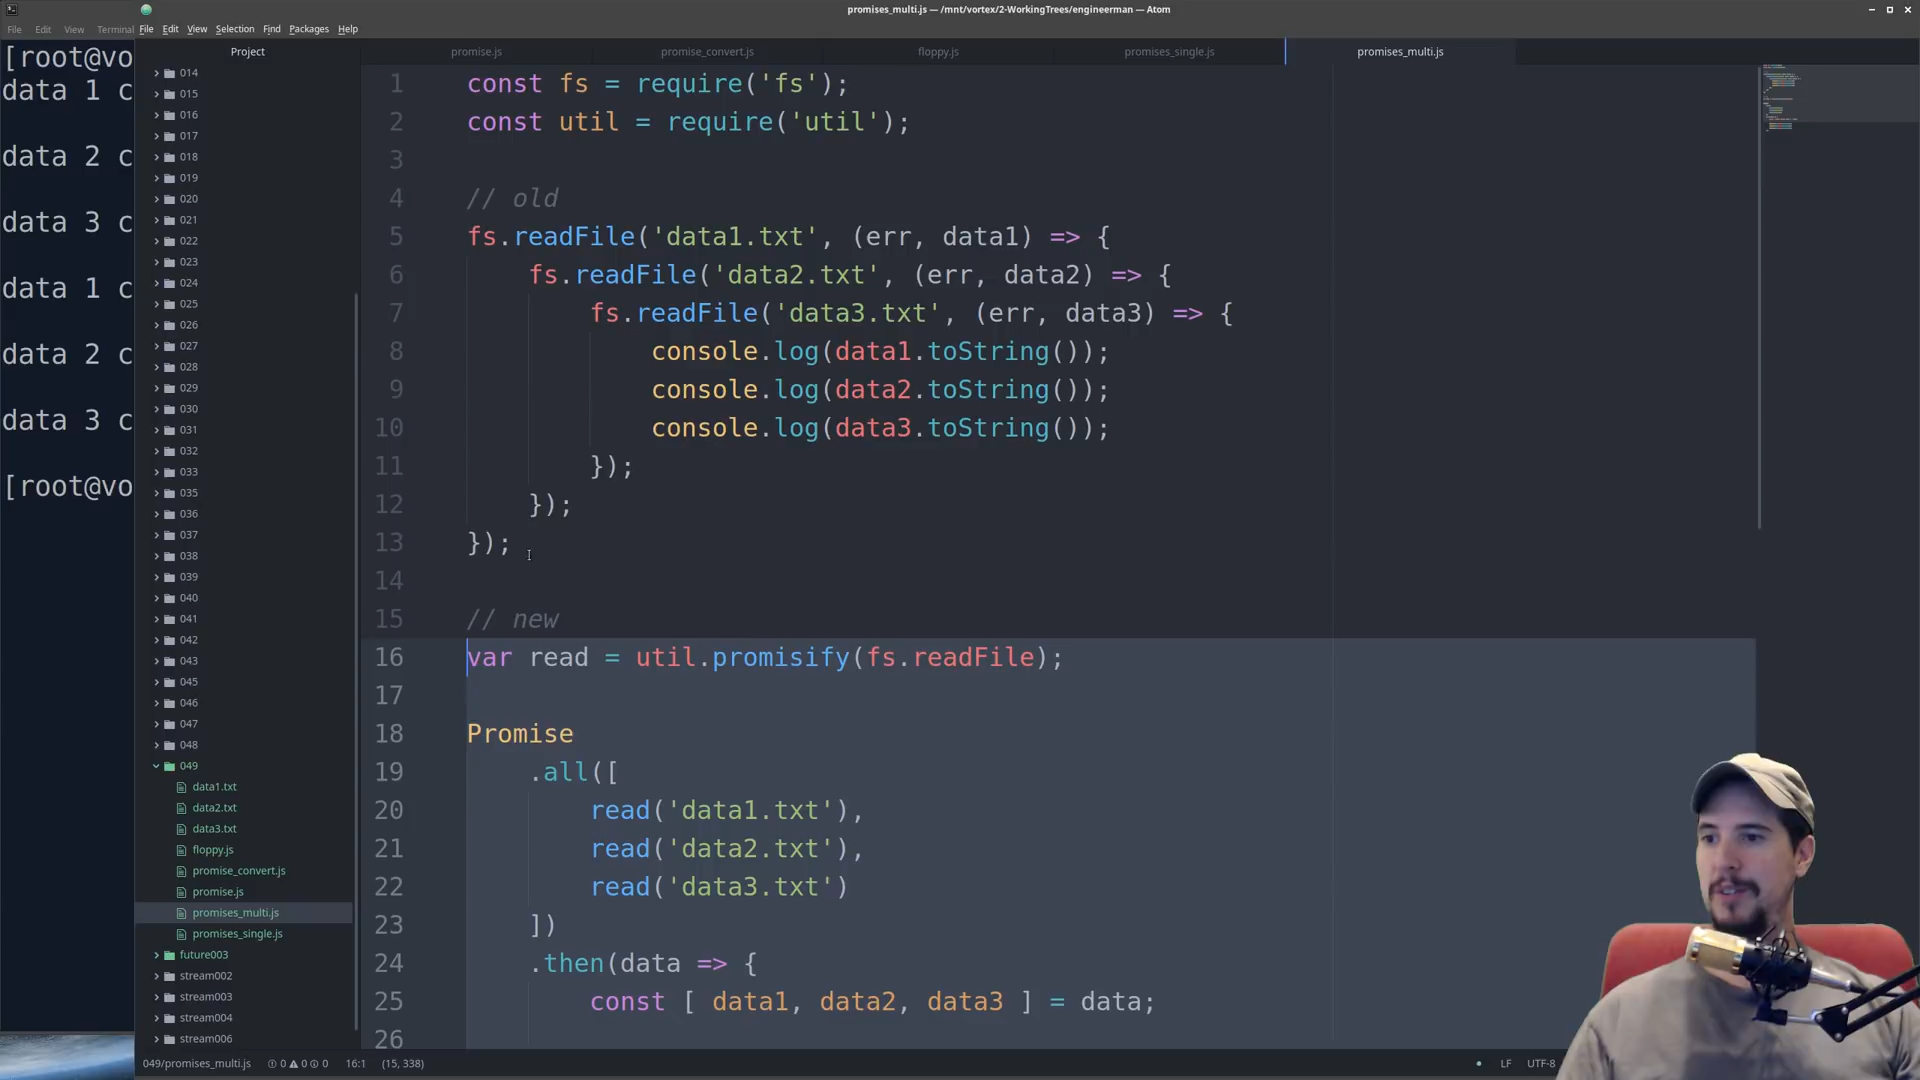 promises_multi.js — /mnt/vortex/2-WorkingTrees/engineerman — Atom
File Edit View Terminal
File Edit View Selection Find Packages Help
[root@vo
data 1 c
data 2 c
data 3 c
data 1 c
data 2 c
data 3 c
[root@vo
Project
014
015
016
017
018
019
020
021
022
023
024
025
026
027
028
029
030
031
032
033
035
036
037
038
039
040
041
042
043
045
046
047
048
049
data1.txt
data2.txt
data3.txt
floppy.js
promise_convert.js
promise.js
promises_multi.js
promises_single.js
future003
stream002
stream003
stream004
stream006
promise.js promise_convert.js floppy.js promises_single.js promises_multi.js
1 const fs = require('fs');
2 const util = require('util');
3
4 // old
5 fs.readFile('data1.txt', (err, data1) => {
6 fs.readFile('data2.txt', (err, data2) => {
7 fs.readFile('data3.txt', (err, data3) => {
8 console.log(data1.toString());
9 console.log(data2.toString());
10 console.log(data3.toString());
11 });
12 });
13 });
14
15 // new
16 var read = util.promisify(fs.readFile);
17
18 Promise
19 .all([
20 read('data1.txt'),
21 read('data2.txt'),
22 read('data3.txt')
23 ])
24 .then(data => {
25 const [ data1, data2, data3 ] = data;
26
049/promises_multi.js 0 0 0 16:1 (15, 338) LF UTF-8